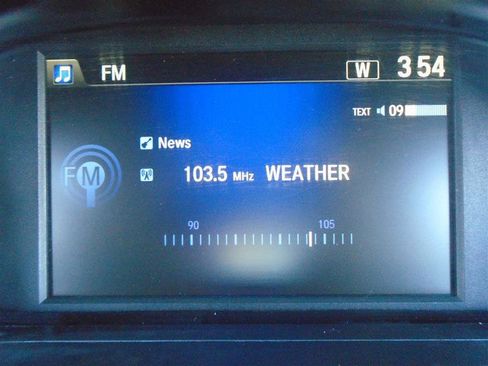 FM W 3 54
TEXT 09
News
FM
103.5 MHz WEATHER
90 105